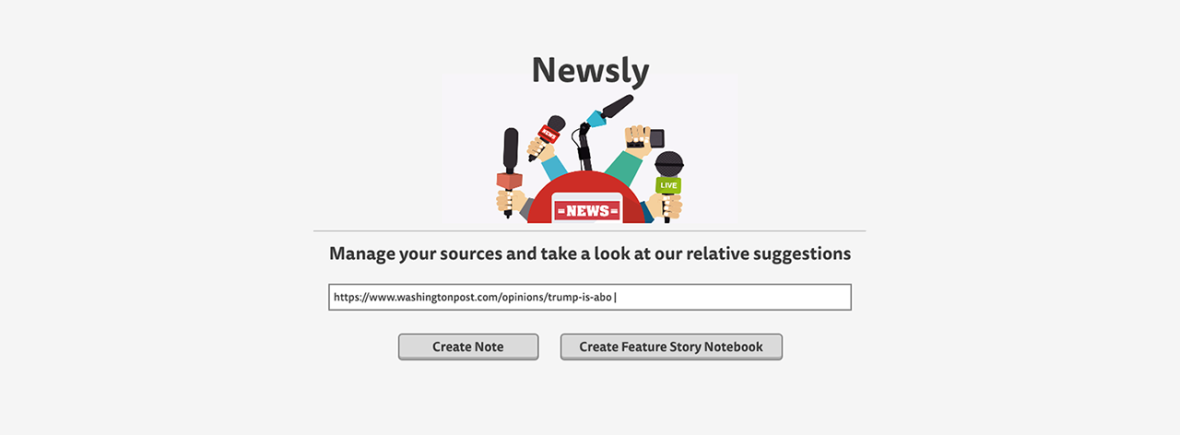 Newsly
NEWS
LIVE
=NEWS=
Manage your sources and take a look at our relative suggestions
https://www.washingtonpost.com/opinions/trump-is-abo
Create Note
Create Feature Story Notebook